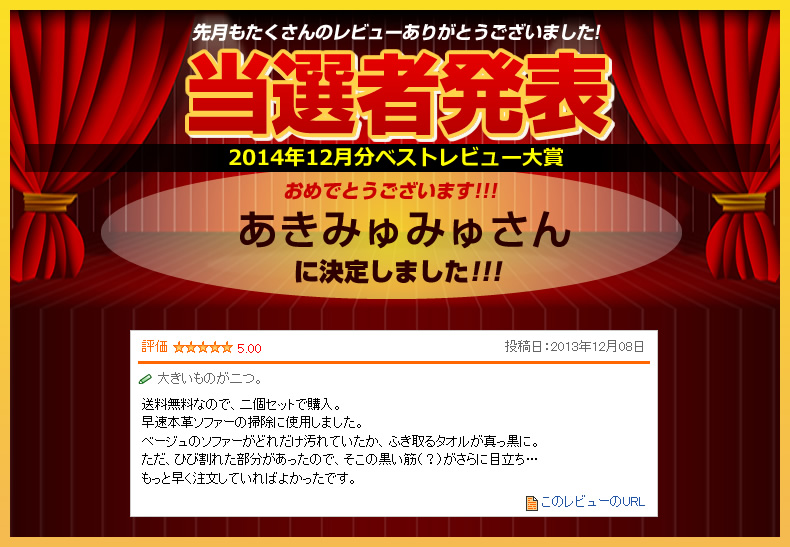 先月もたくさんのレビューありがとうございました!
当選者発表
2014年12月分ベストレビュー大賞
おめでとうございます!!!
あきみゅみゅさん
に決定しました!!!
評価 ★★★★★ 5.00 投稿日：2013年12月08日
大きいものが二つ。
送料無料なので、二個セットで購入。
早速本革ソファーの掃除に使用しました。
ベージュのソファーがどれだけ汚れていたか、ふき取るタオルが真っ黒に。
ただ、ひび割れた部分があったので、そこの黒い筋（？）がさらに目立ち…
もっと早く注文していればよかったです。
このレビューのURL